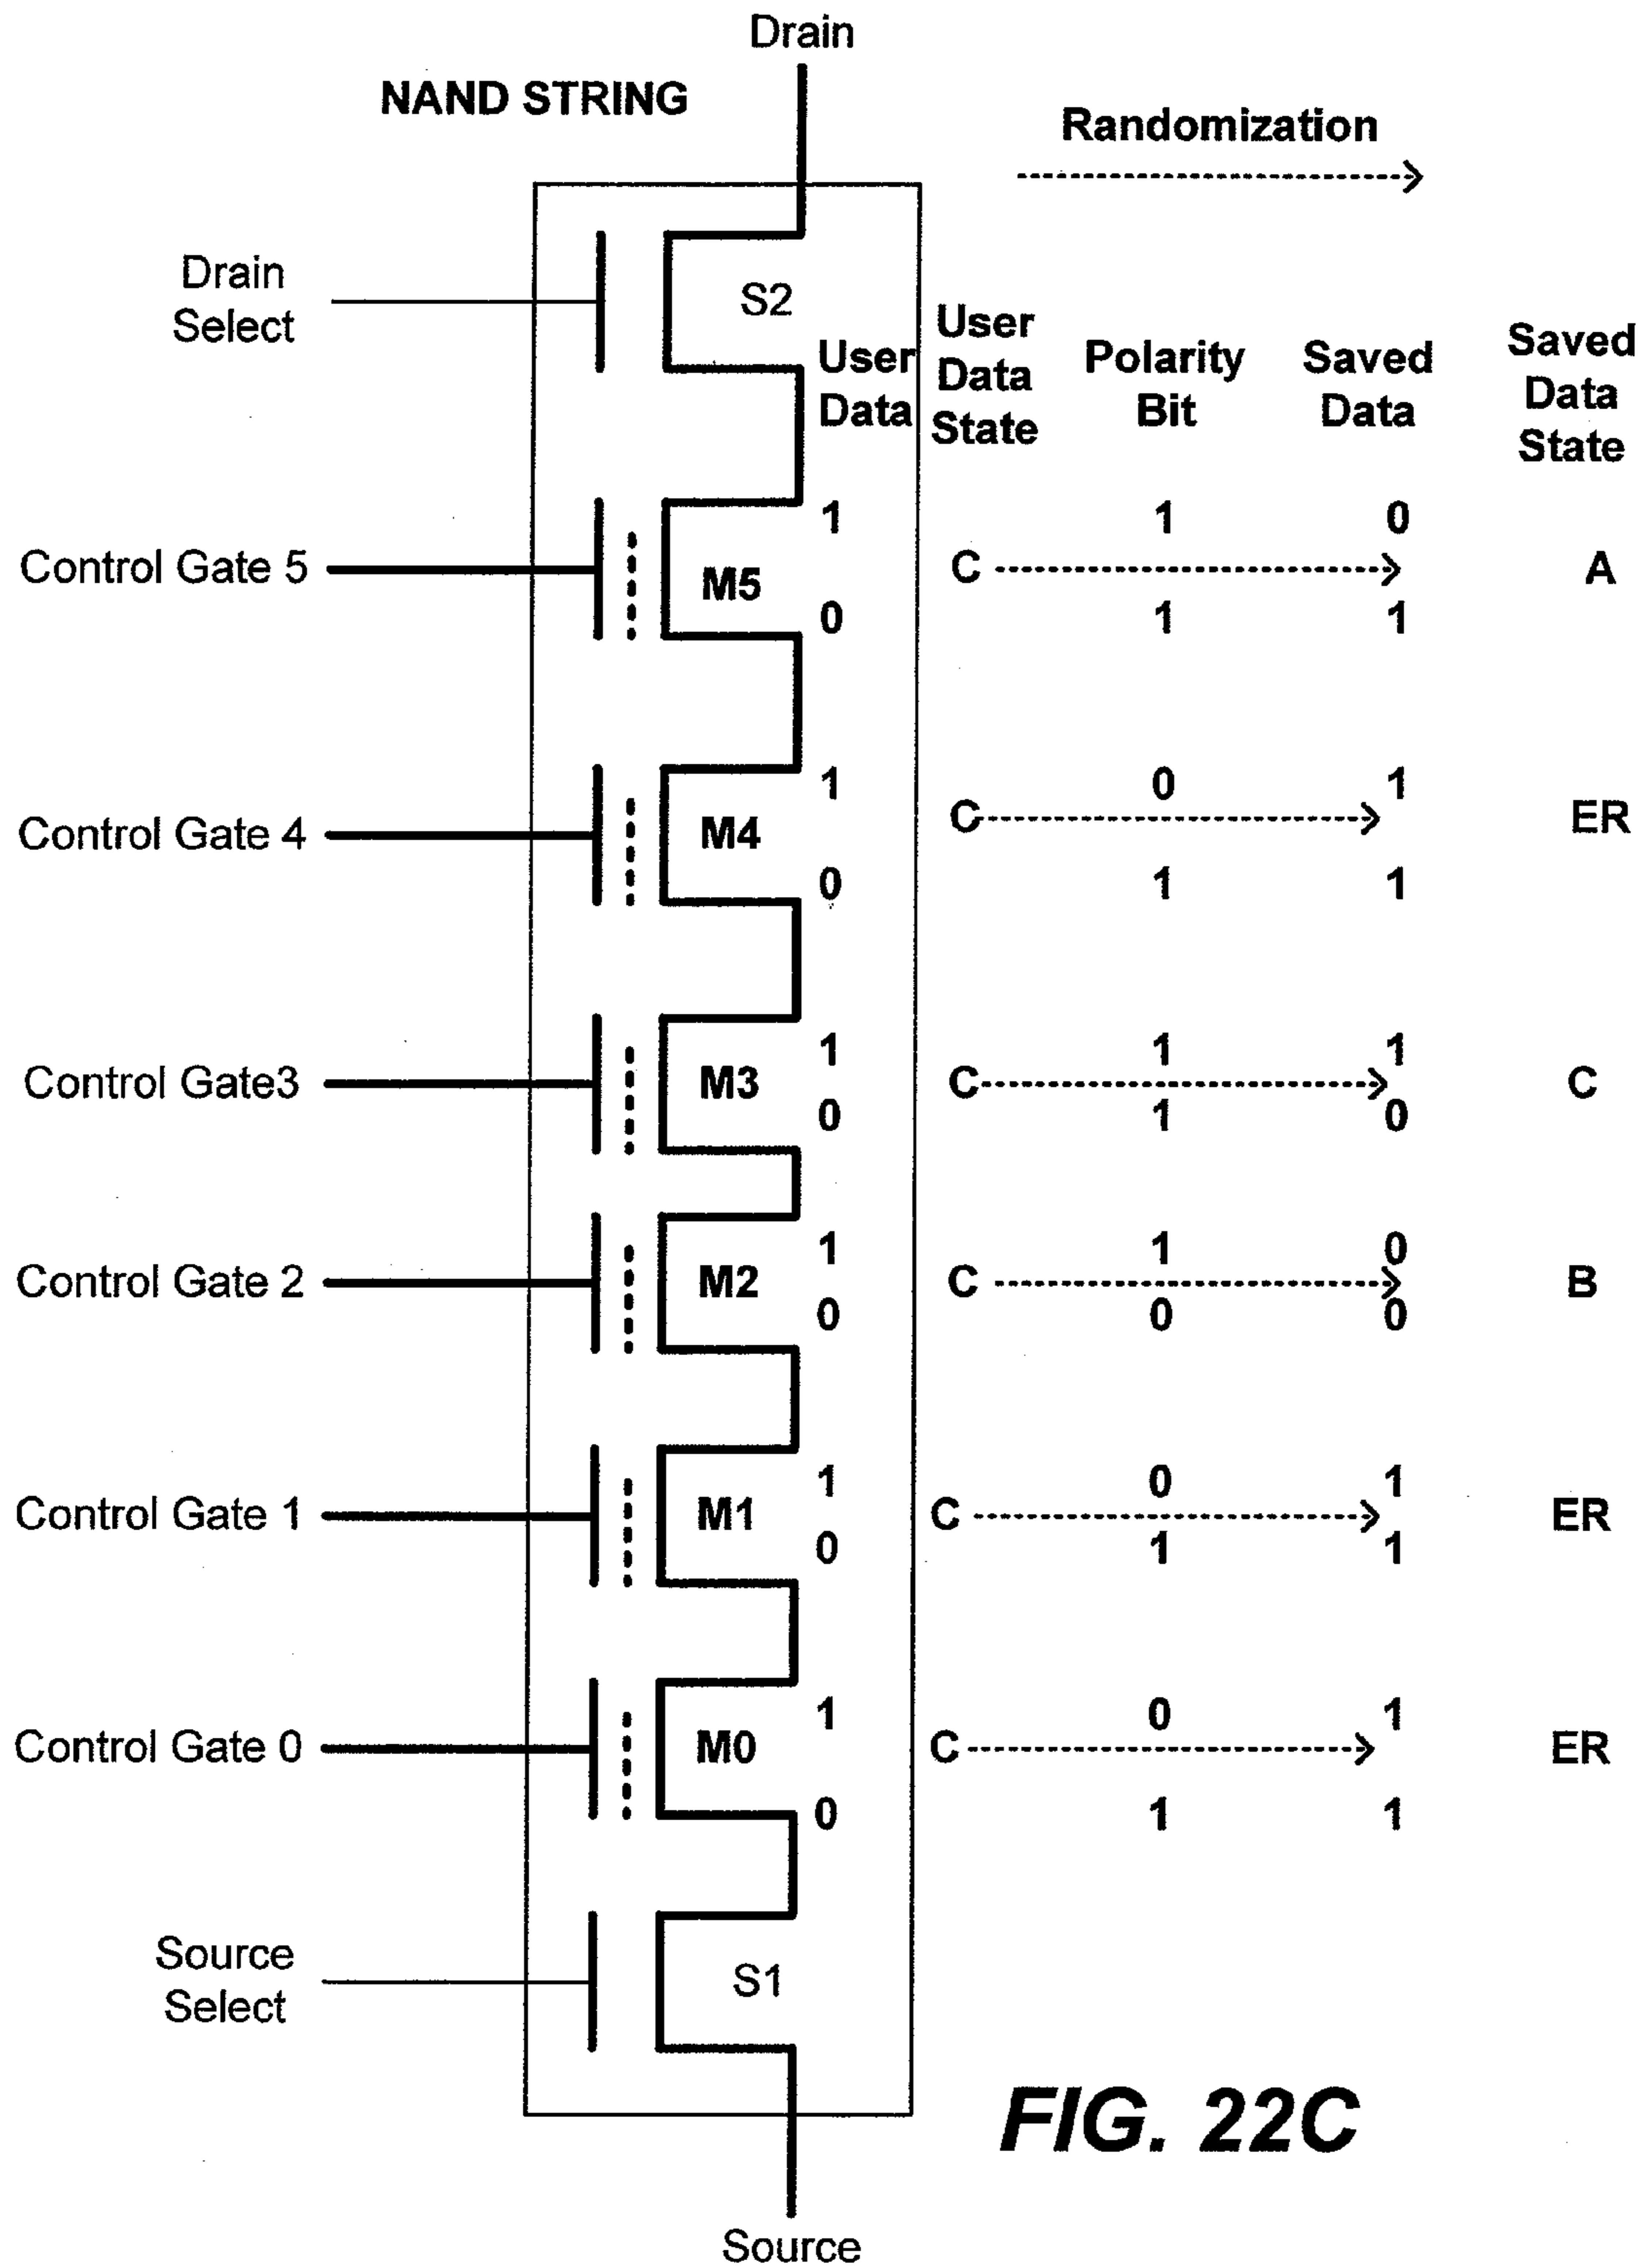 Drain
NAND STRING
Randomization
Drain
Select
S2
User
Data
User
Data
State
Polarity
Bit
Saved
Data
Saved
Data
State
1 1 0
Control Gate 5 M5 C A
0 1 1
1 0 1
Control Gate 4 M4 C ER
0 1 1
1 1 1
Control Gate3 M3 C C
0 1 0
1 1 0
Control Gate 2 M2 C B
0 0 0
1 0 1
Control Gate 1 M1 C ER
0 1 1
1 0 1
Control Gate 0 M0 C ER
0 1 1
Source
Select
S1
FIG. 22C
Source